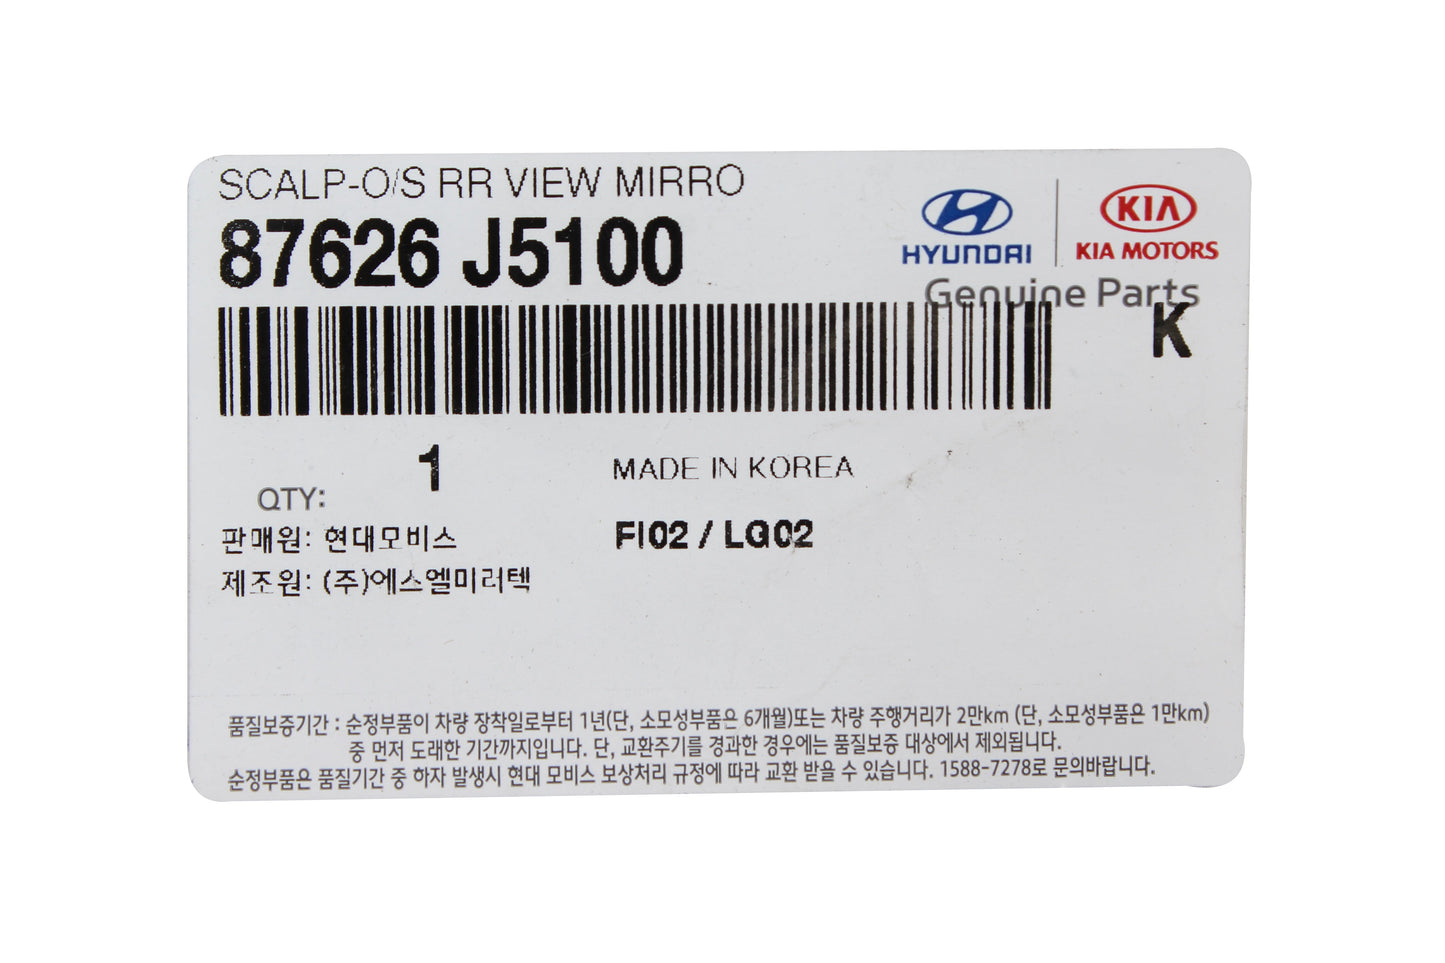 SCALP-O/S RR VIEW MIRRO
87626 J5100
HYUNDAI
KIA
KIA MOTORS
Genuine Parts
K
1
MADE IN KOREA
QTY:
판매원: 현대모비스
FI02 / LG02
제조원: (주)에스엘미러텍
품질보증기간 : 순정부품이 차량 장착일로부터 1년(단, 소모성부품은 6개월)또는 차량 주행거리가 2만km (단, 소모성부품은 1만km)
중 먼저 도래한 기간까지입니다. 단, 교환주기를 경과한 경우에는 품질보증 대상에서 제외됩니다.
순정부품은 품질기간 중 하자 발생시 현대 모비스 보상처리 규정에 따라 교환 받을 수 있습니다. 1588-7278로 문의바랍니다.